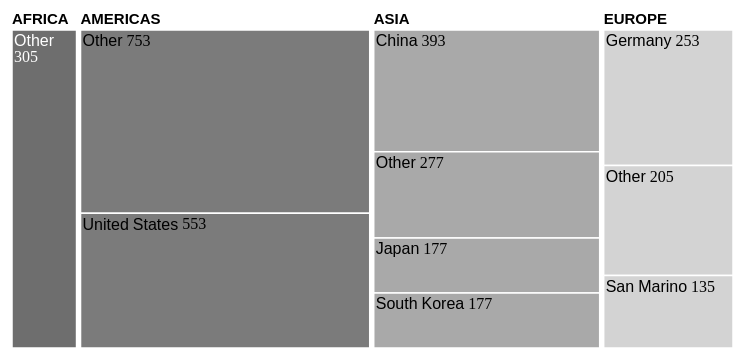 AFRICA AMERICAS ASIA EUROPE
Other
305
Other 753
United States 553
China 393
Other 277
Japan 177
South Korea 177
Germany 253
Other 205
San Marino 135